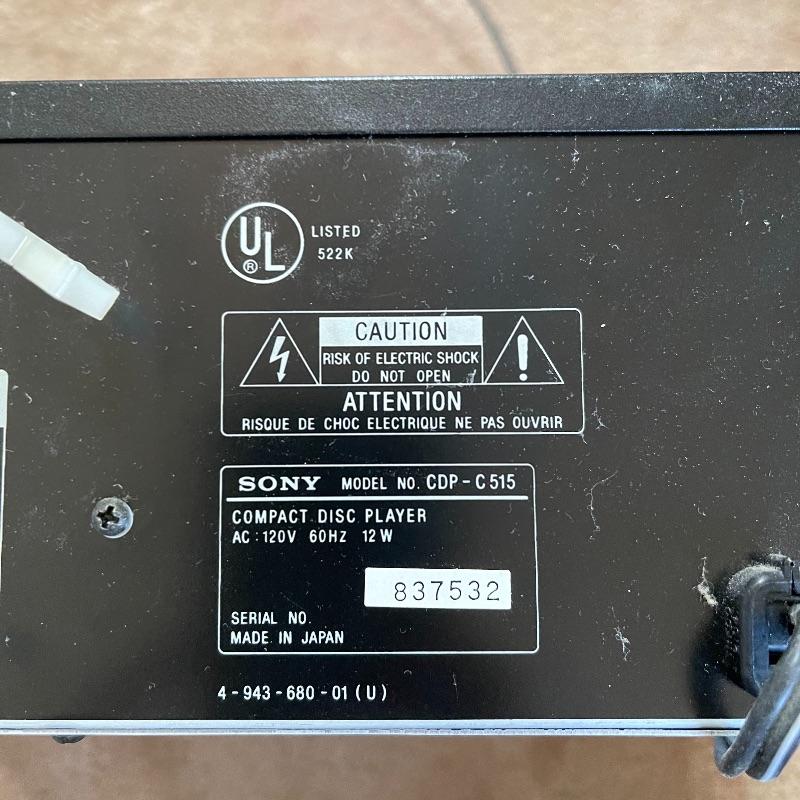 UL
®
LISTED
522K
CAUTION
RISK OF ELECTRIC SHOCK
DO NOT OPEN
ATTENTION
RISQUE DE CHOC ELECTRIQUE NE PAS OUVRIR
SONY MODEL NO. CDP-C515
COMPACT DISC PLAYER
AC : 120V 60HZ 12W
837532
SERIAL NO.
MADE IN JAPAN
4-943-680-01 (U)